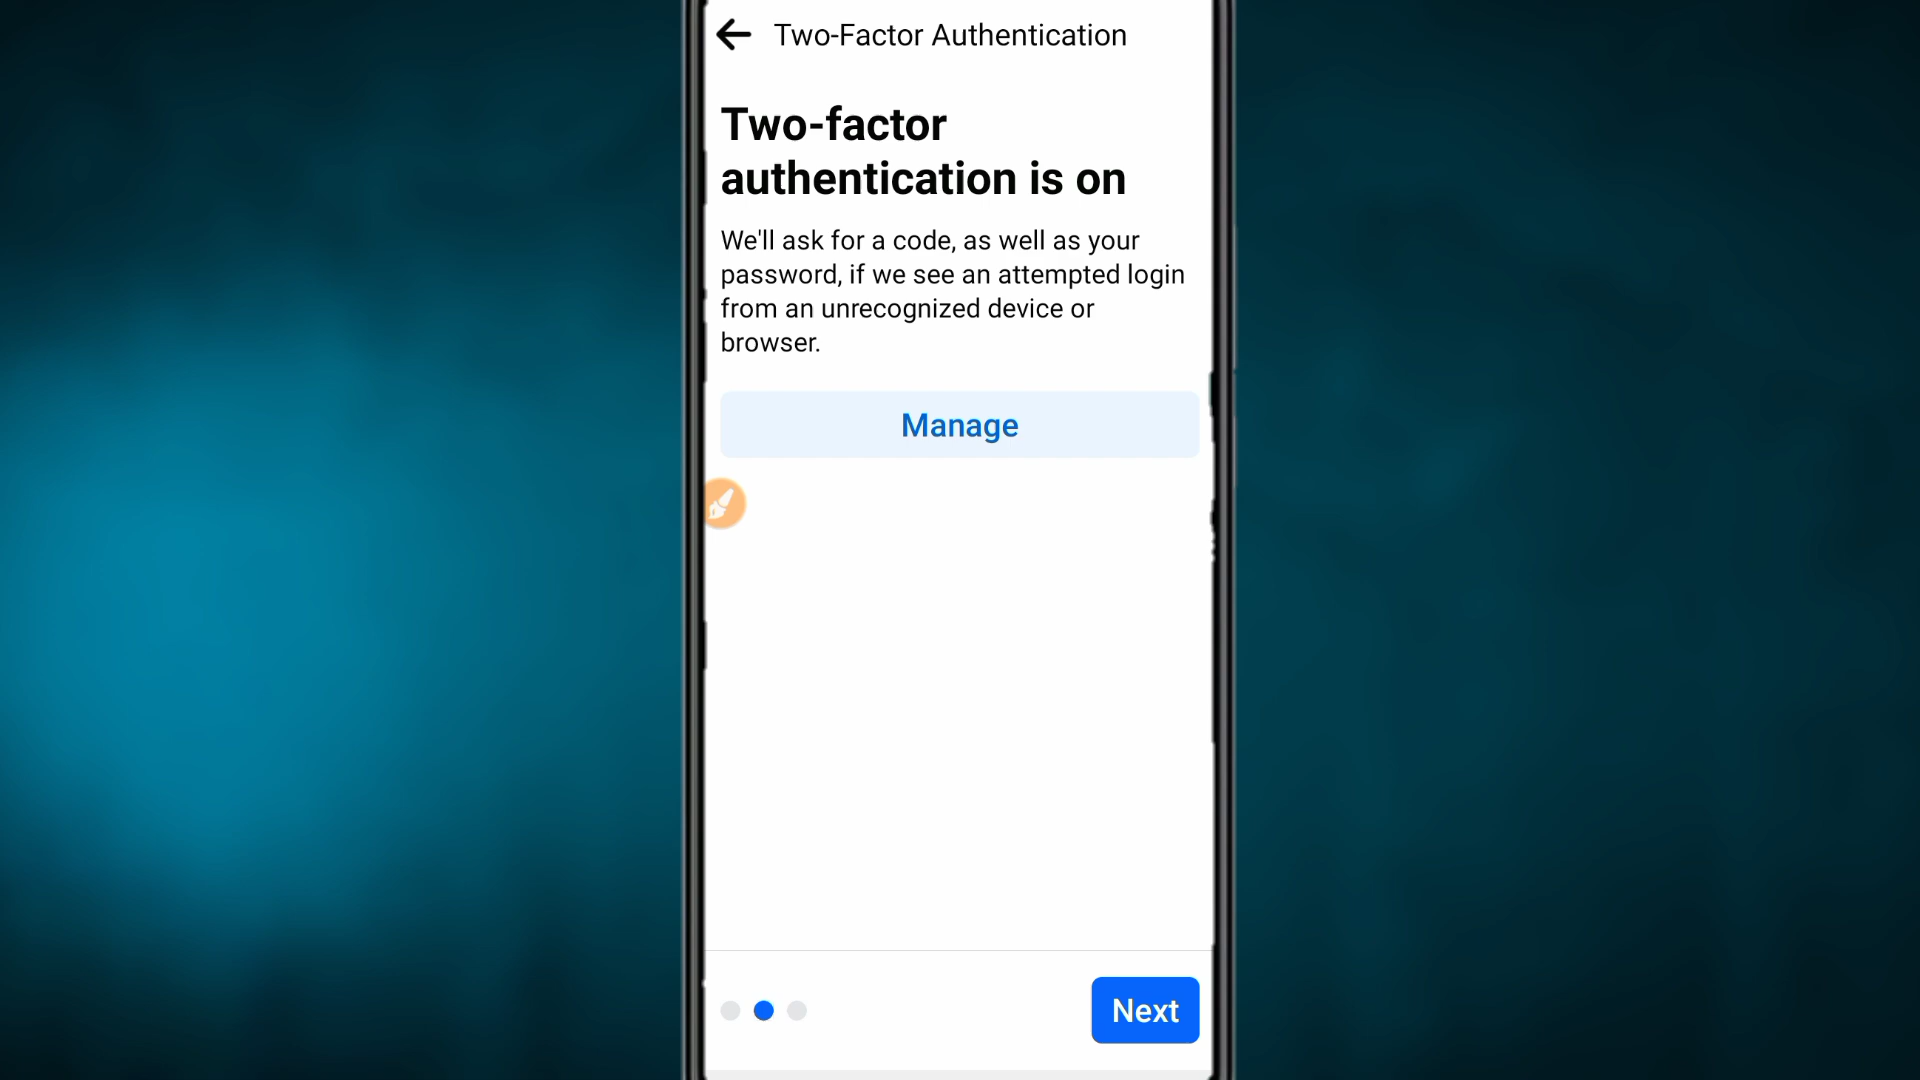 Two-Factor Authentication
Two-factor
authentication is on
We'll ask for a code, as well as your
password, if we see an attempted login
from an unrecognized device or
browser.
Manage
Next